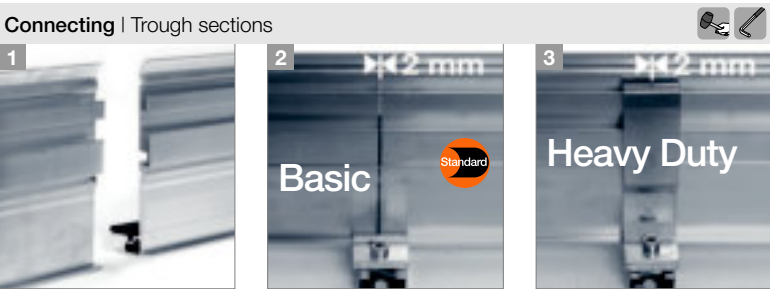 Connecting | Trough sections
1
2
2 mm
Basic
Standard
3
2 mm
Heavy Duty